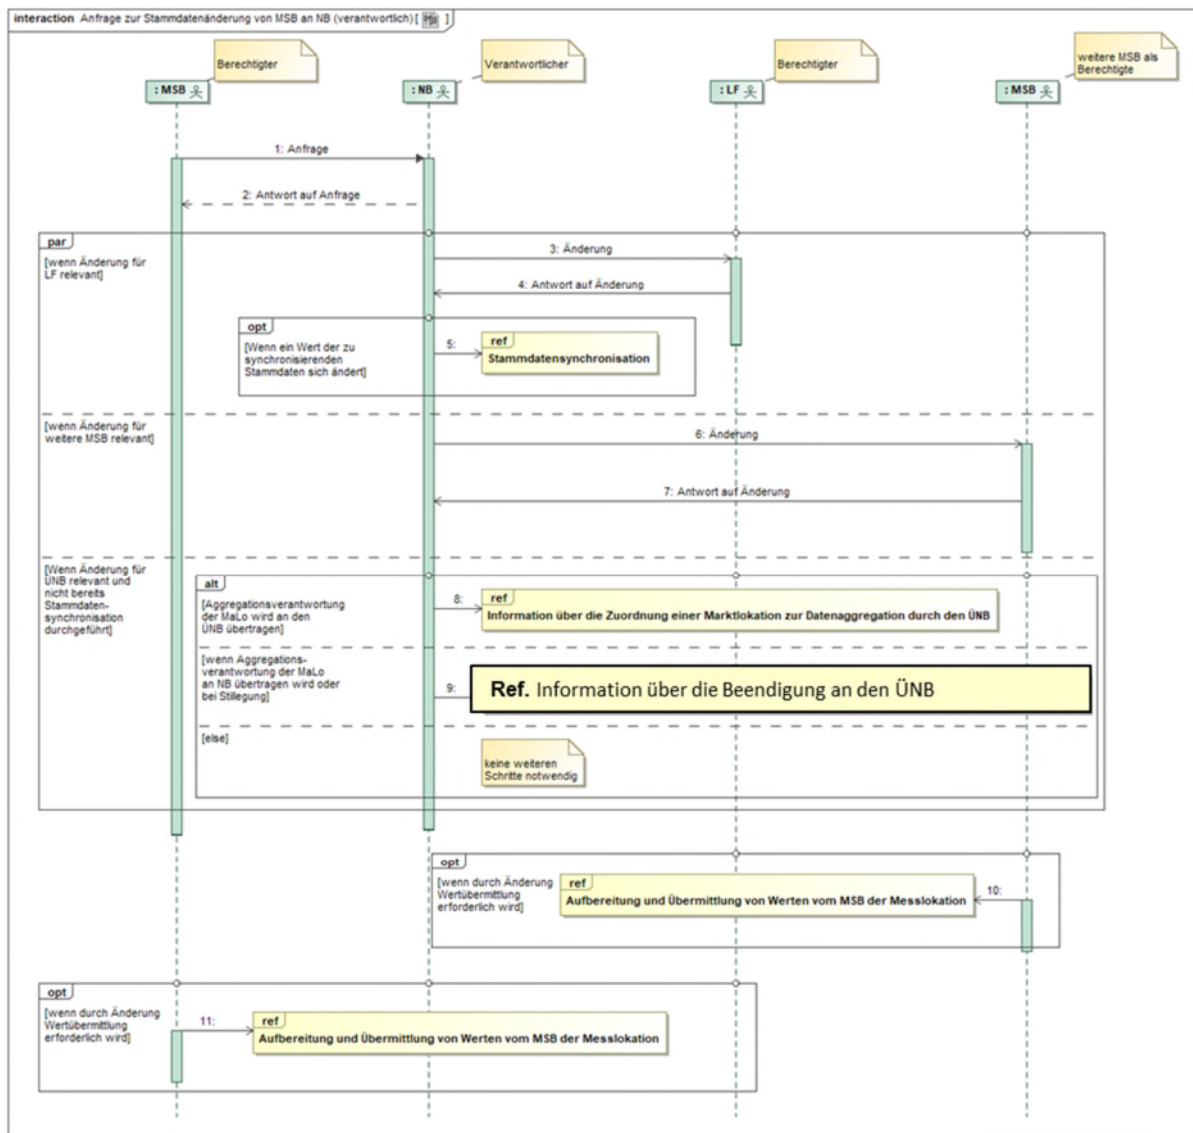 interaction Anfrage zur Stammdatenänderung von MSB an NB (verantwortlich) [ ]
Berechtigter
Verantwortlicher
Berechtigter
weitere MSB als
Berechtigte
: MSB
: NB
: LF
: MSB
1: Anfrage
2: Antwort auf Anfrage
par
[wenn Änderung für
LF relevant]
3: Änderung
4: Antwort auf Änderung
opt
[Wenn ein Wert der zu
synchronisierenden
Stammdaten sich ändert]
5:
ref
Stammdatensynchronisation
[wenn Änderung für
weitere MSB relevant]
6: Änderung
7: Antwort auf Änderung
[Wenn Änderung für
ÜNB relevant und
nicht bereits
Stammdaten-
synchronisation
durchgeführt]
alt
[Aggregationsverantwortung
der MaLo wird an den
ÜNB übertragen]
8:
ref
Information über die Zuordnung einer Marktlokation zur Datenaggregation durch den ÜNB
[wenn Aggregations-
verantwortung der MaLo
an NB übertragen wird oder
bei Stillegung]
9:
Ref. Information über die Beendigung an den ÜNB
[else]
keine weiteren
Schritte notwendig
opt
[wenn durch Änderung
Wertübermittlung
erforderlich wird]
ref
Aufbereitung und Übermittlung von Werten vom MSB der Messlokation
10:
opt
[wenn durch Änderung
Wertübermittlung
erforderlich wird]
11:
ref
Aufbereitung und Übermittlung von Werten vom MSB der Messlokation